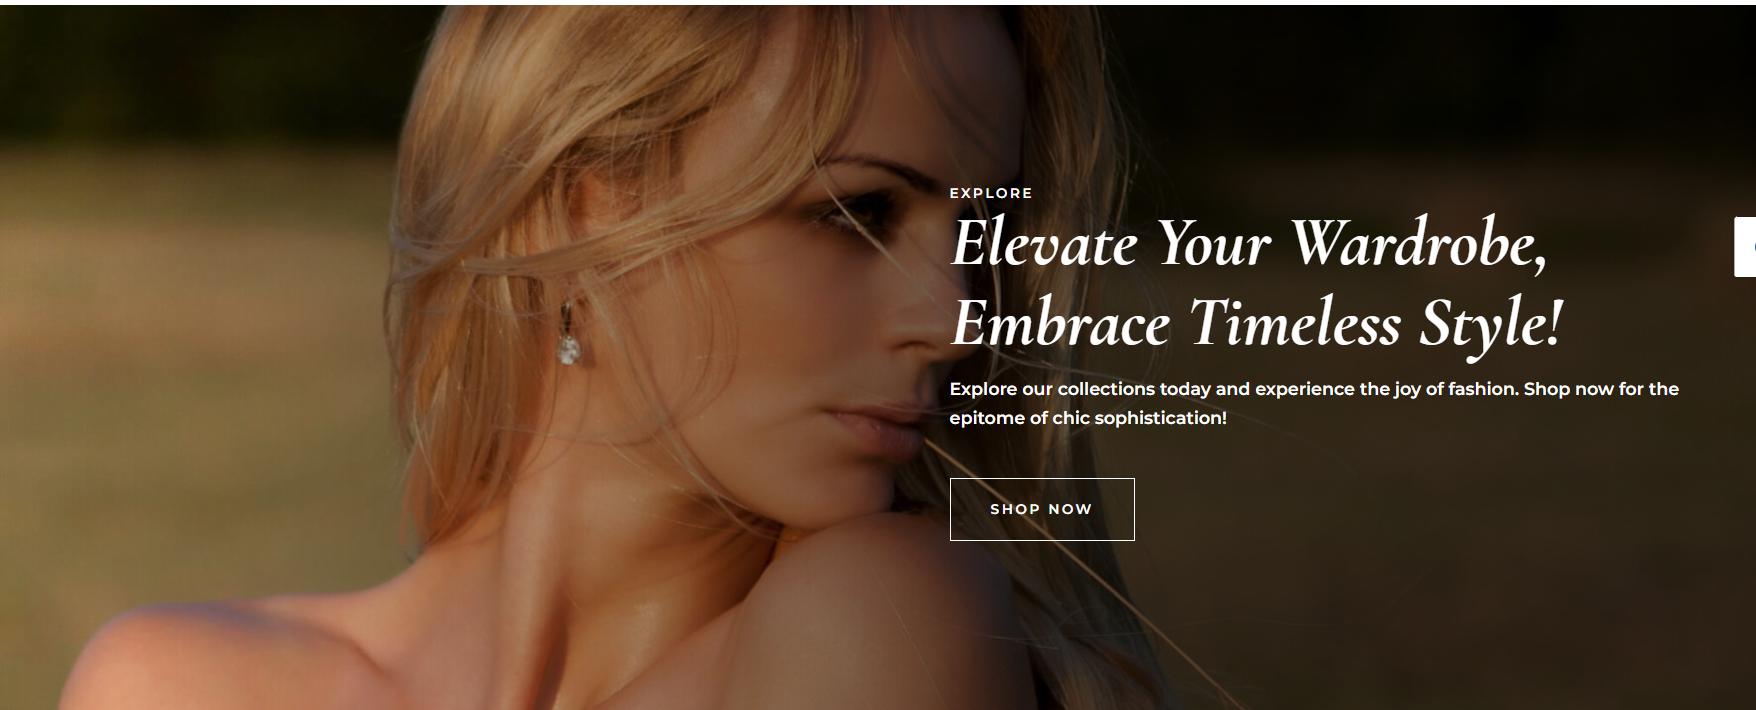 EXPLORE
Elevate Your Wardrobe,
Embrace Timeless Style!
Explore our collections today and experience the joy of fashion. Shop now for the
epitome of chic sophistication!
SHOP NOW